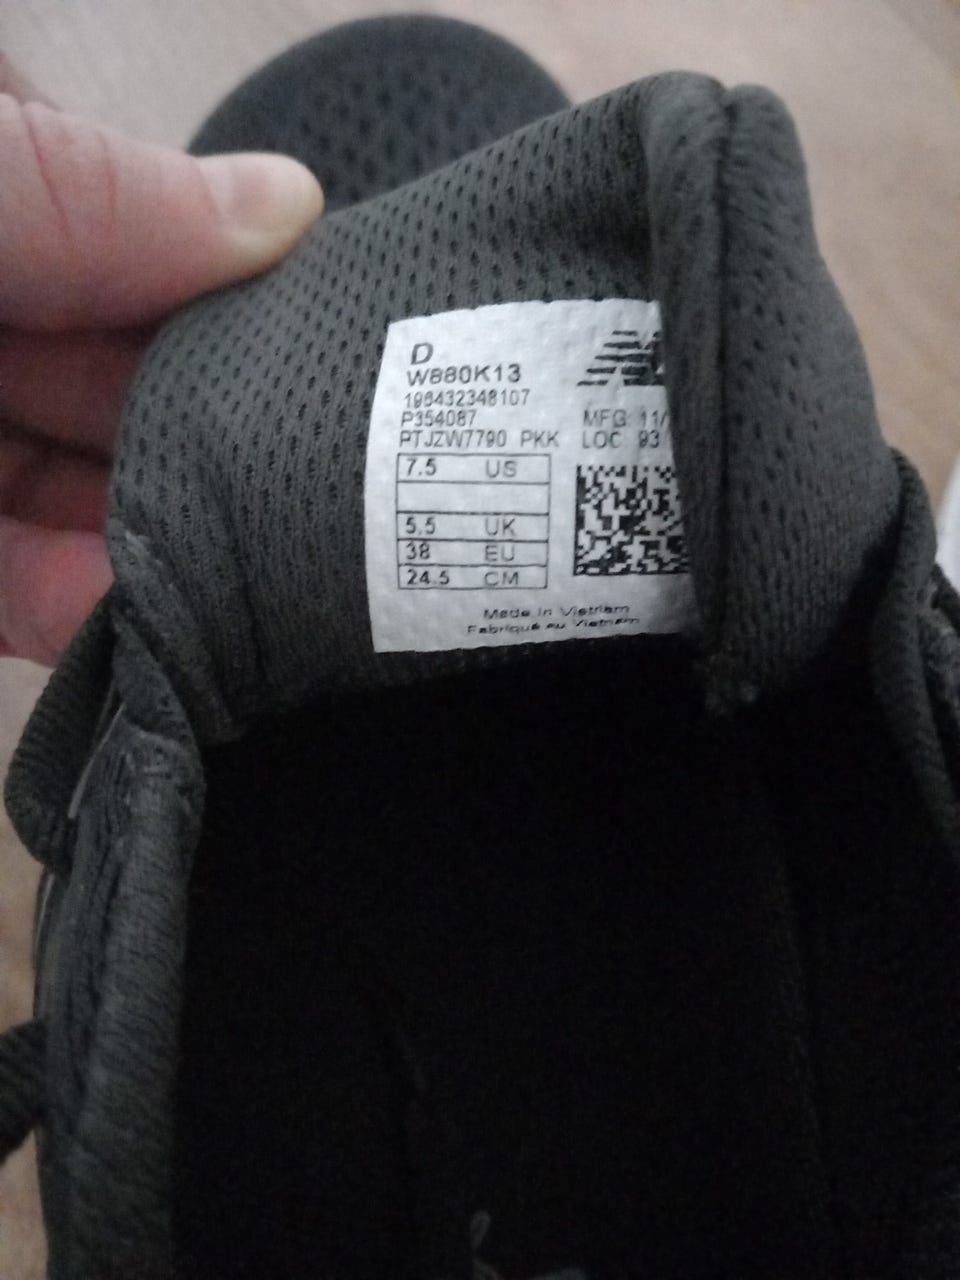 D
W880K13
196432348107
P354087
PTJZW7790 PKK
MFG: 11/
LOC 93
7.5 US
5.5 UK
38 EU
24.5 CM
Made in Vietnam
Fabriqué au Vietnam